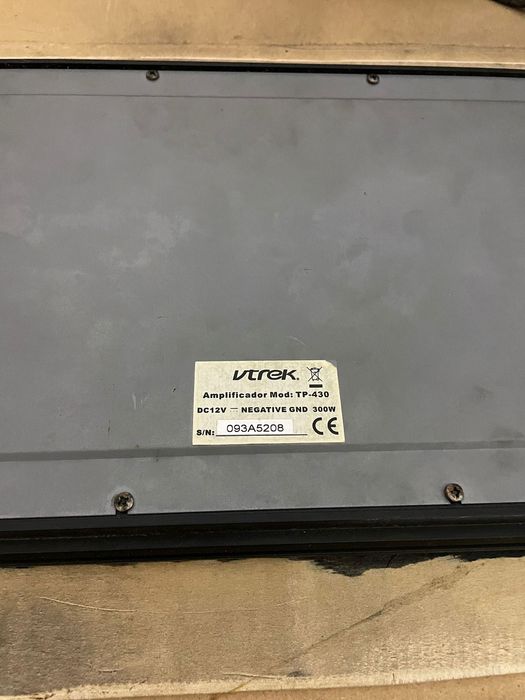 vtrek.
Amplificador Mod: TP-430
DC12V ⎓ NEGATIVE GND 300W
S/N: 093A5208 CE